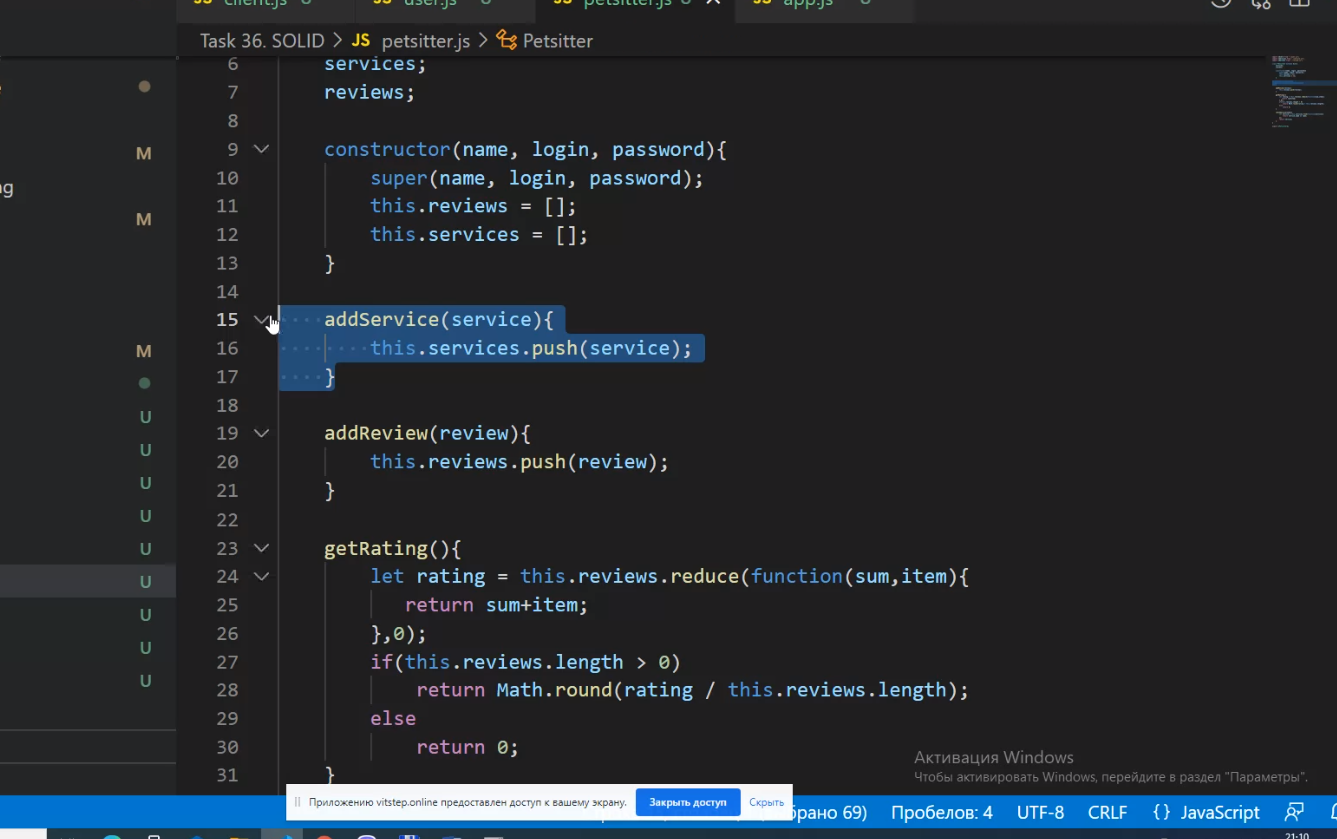 JS client.js U JS user.js U JS petsitter.js U JS app.js U
Task 36. SOLID > JS petsitter.js > Petsitter
6 services;
7 reviews;
8
M 9 constructor(name, login, password){
10 super(name, login, password);
ng
11 this.reviews = [];
M
12 this.services = [];
13 }
14
15 addService(service){
M 16 this.services.push(service);
17 }
U 18
U 19 addReview(review){
20 this.reviews.push(review);
U
21 }
U 22
U 23 getRating(){
U 24 let rating = this.reviews.reduce(function(sum,item){
U 25 return sum+item;
26 },0);
U 27 if(this.reviews.length > 0)
U 28 return Math.round(rating / this.reviews.length);
29 else
30 return 0;
31 }
Активация Windows
Чтобы активировать Windows, перейдите в раздел "Параметры".
Приложению vitstep.online предоставлен доступ к вашему экрану. Закрыть доступ Скрыть
брано 69) Пробелов: 4 UTF-8 CRLF {} JavaScript
21:10